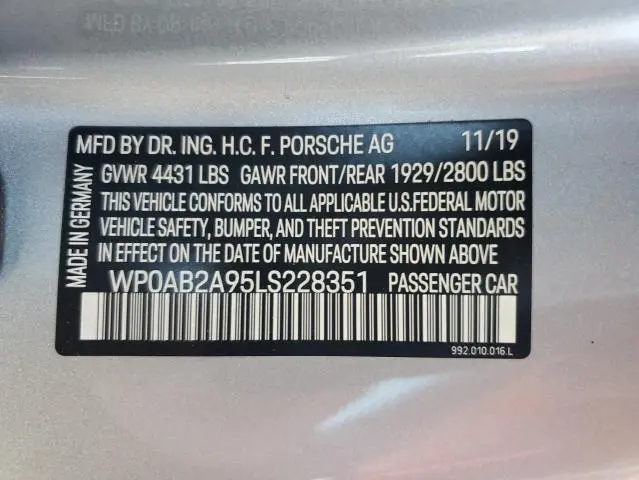 MFD BY DR. ING. H.C. F. PORSCHE AG 11/19
GVWR 4431 LBS GAWR FRONT/REAR 1929/2800 LBS
THIS VEHICLE CONFORMS TO ALL APPLICABLE U.S.FEDERAL MOTOR
VEHICLE SAFETY, BUMPER, AND THEFT PREVENTION STANDARDS
IN EFFECT ON THE DATE OF MANUFACTURE SHOWN ABOVE
WP0AB2A95LS228351 PASSENGER CAR
992.010.016.L
MADE IN GERMANY